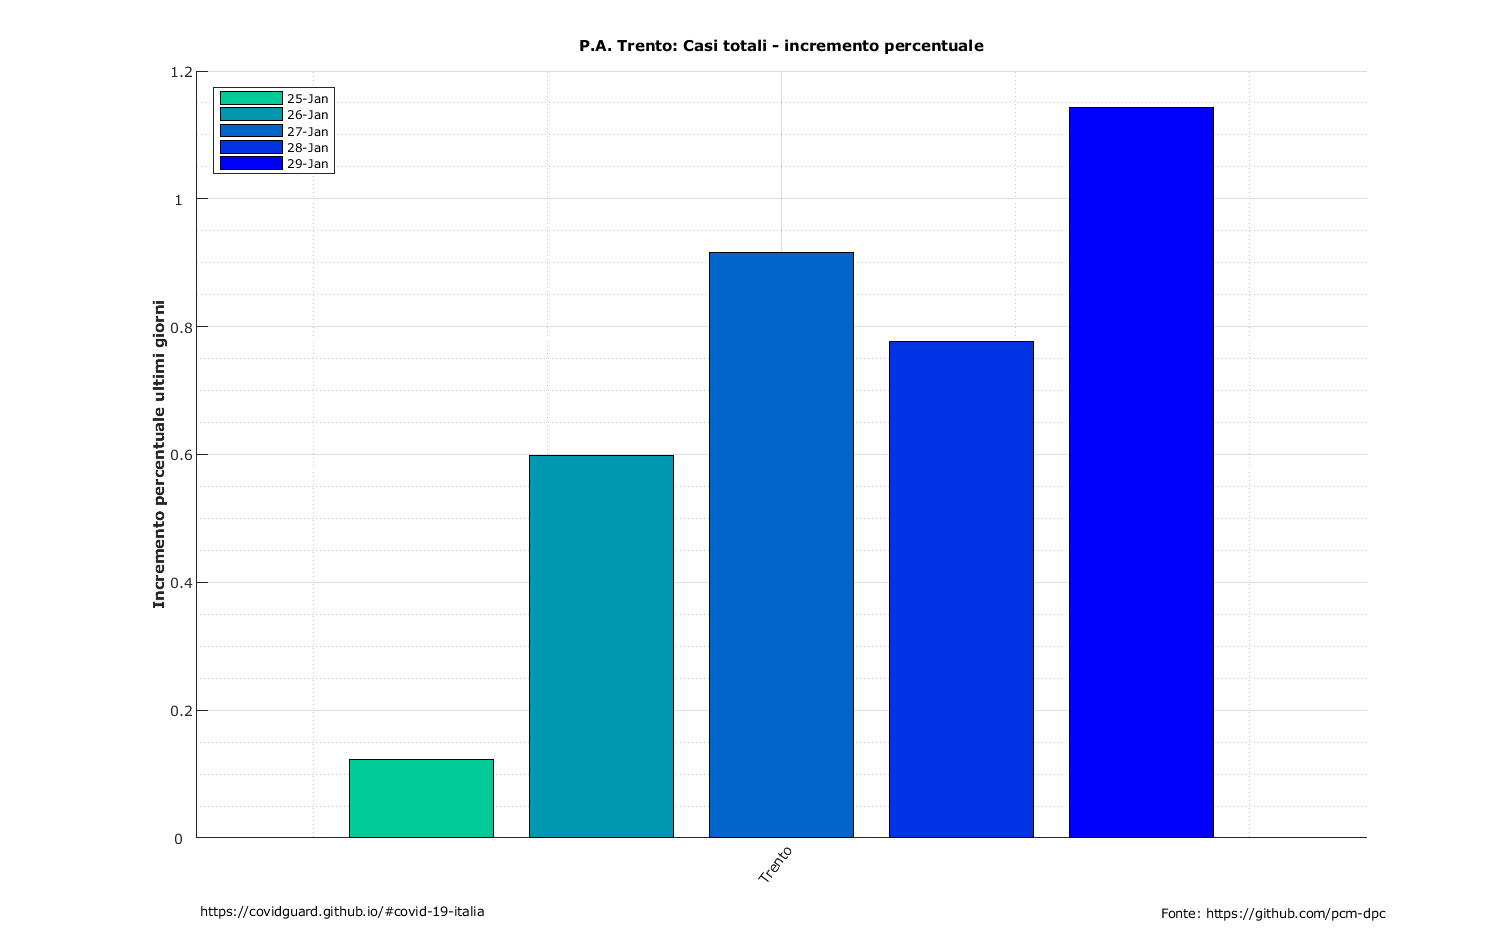 P.A. Trento: Casi totali - incremento percentuale
1.2
1
0.8
0.6
0.4
0.2
0
Incremento percentuale ultimi giorni
25-Jan
26-Jan
27-Jan
28-Jan
29-Jan
Trento
https://covidguard.github.io/#covid-19-italia
Fonte: https://github.com/pcm-dpc